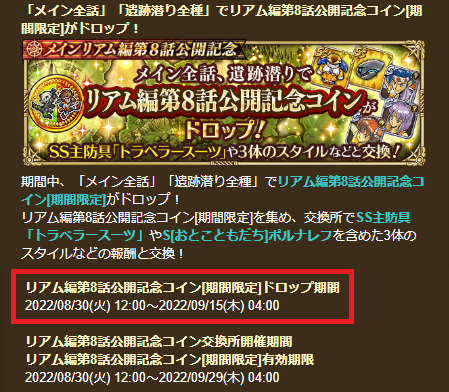 「メイン全話」「遺跡潜り全種」でリアム編第8話公開記念コイン[期
間限定]がドロップ！
メインリアム編第8話公開記念
メイン全話、遺跡潜りで
リアム編第8話公開記念コインが
ドロップ!
SS主防具「トラベラースーツ」や3体のスタイルなどと交換!
期間中、「メイン全話」「遺跡潜り全種」でリアム編第8話公開記念コ
イン[期間限定]がドロップ！
リアム編第8話公開記念コイン[期間限定]を集め、交換所でSS主防具
「トラベラースーツ」やS[おとこともだち]ポルナレフを含めた3体の
スタイルなどの報酬と交換！
リアム編第8話公開記念コイン[期間限定]ドロップ期間
2022/08/30(火) 12:00～2022/09/15(木) 04:00
リアム編第8話公開記念コイン交換所開催期間
リアム編第8話公開記念コイン[期間限定]有効期限
2022/08/30(火) 12:00～2022/09/29(木) 04:00